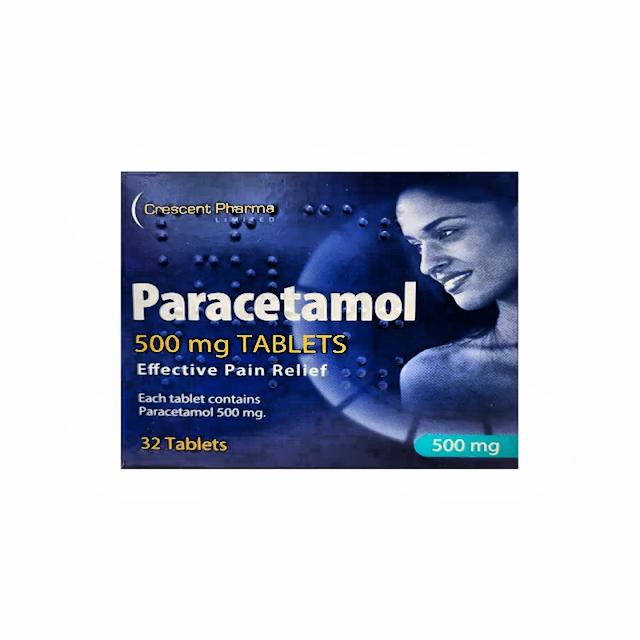 Crescent Pharma
LIMITED
Paracetamol
500 mg TABLETS
Effective Pain Relief
Each tablet contains
Paracetamol 500 mg.
32 Tablets
500 mg